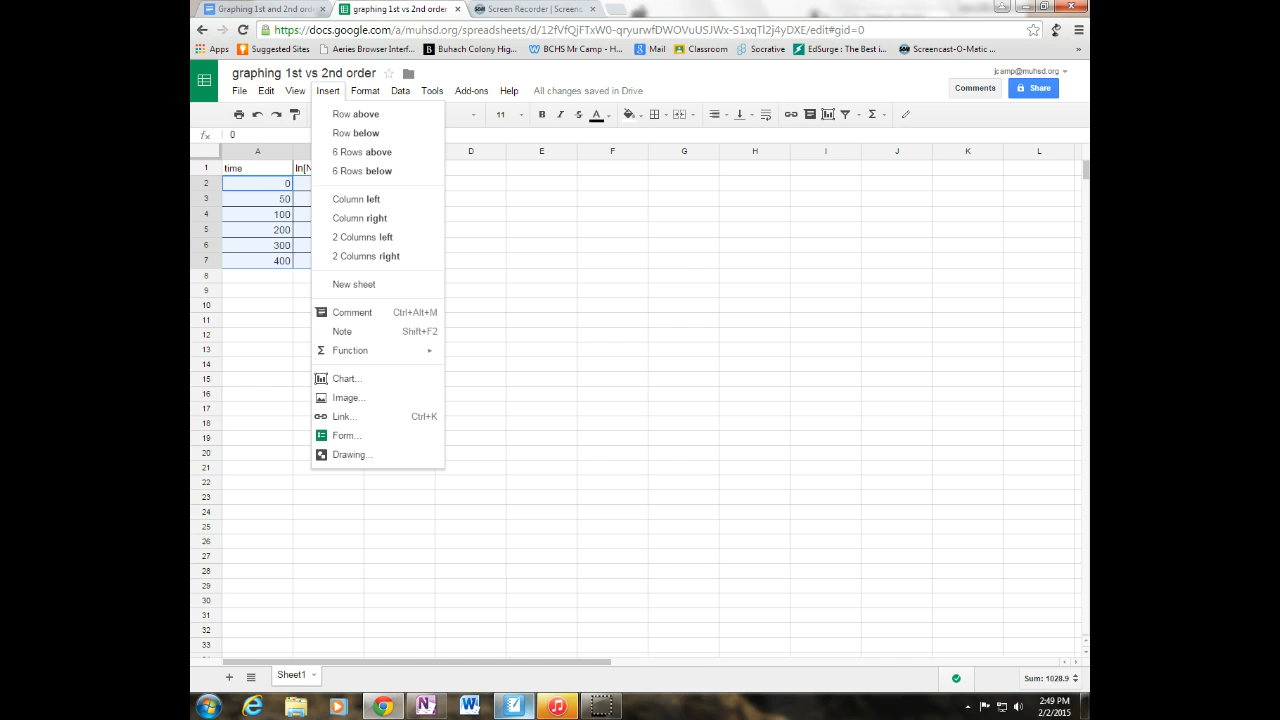 Graphing 1st and 2nd orde
graphing 1st vs 2nd order
Screen Recorder | Screenc
https://docs.google.com/a/muhsd.org/spreadsheets/d/
/edit#gid=0
Apps Suggested Sites Aeries Browser Interf... Buhach Colony Hig... BCHS Mr Camp - H... Mail Classroom Socrative EdSurge | The Best i... Screencast-O-Matic ...
graphing 1st vs 2nd order
jcamp@muhsd.org
File Edit View Insert Format Data Tools Add-ons Help All changes saved in Drive
Comments Share
11 B I S A Σ
fx 0
A D E F G H I J K L
1 time ln[N
2 0
3 50
4 100
5 200
6 300
7 400
8
9
10
11
12
13
14
15
16
17
18
19
20
21
22
23
24
25
26
27
28
29
30
31
32
33
Row above
Row below
6 Rows above
6 Rows below
Column left
Column right
2 Columns left
2 Columns right
New sheet
Comment Ctrl+Alt+M
Note Shift+F2
Σ Function
Chart...
Image...
Link... Ctrl+K
Form...
Drawing...
+ Sheet1
Sum: 1028.9
2:49 PM
2/2/2015